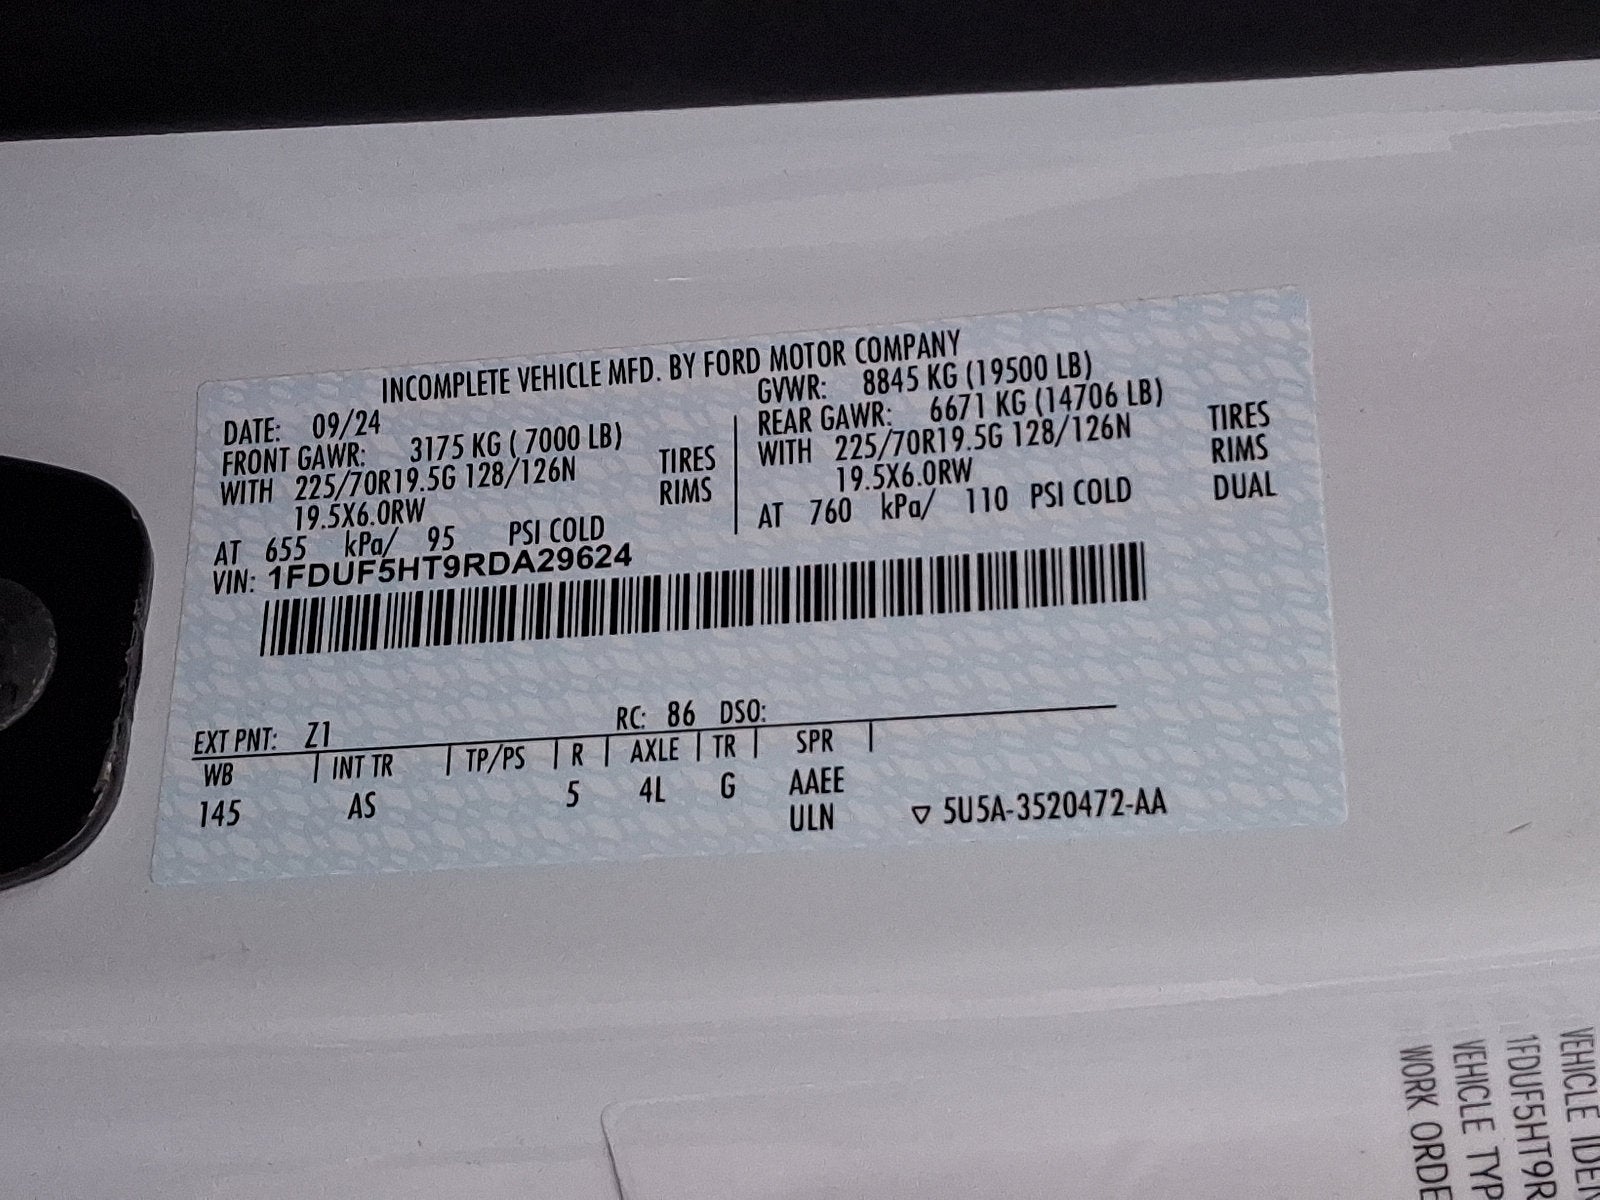 INCOMPLETE VEHICLE MFD. BY FORD MOTOR COMPANY
DATE: 09/24
GVWR: 8845 KG (19500 LB)
FRONT GAWR: 3175 KG ( 7000 LB)
REAR GAWR: 6671 KG (14706 LB)
WITH 225/70R19.5G 128/126N TIRES
19.5X6.0RW RIMS
AT 655 kPa/ 95 PSI COLD
WITH 225/70R19.5G 128/126N TIRES
19.5X6.0RW RIMS
AT 760 kPa/ 110 PSI COLD DUAL
VIN: 1FDUF5HT9RDA29624
EXT PNT: Z1 RC: 86 DSO:
WB INT TR TP/PS R AXLE TR SPR
145 AS 5 4L G AAEE
ULN ▽ 5U5A-3520472-AA
VEHICLE IDEN
1FDUF5HT9R
VEHICLE TYP
WORK ORDE